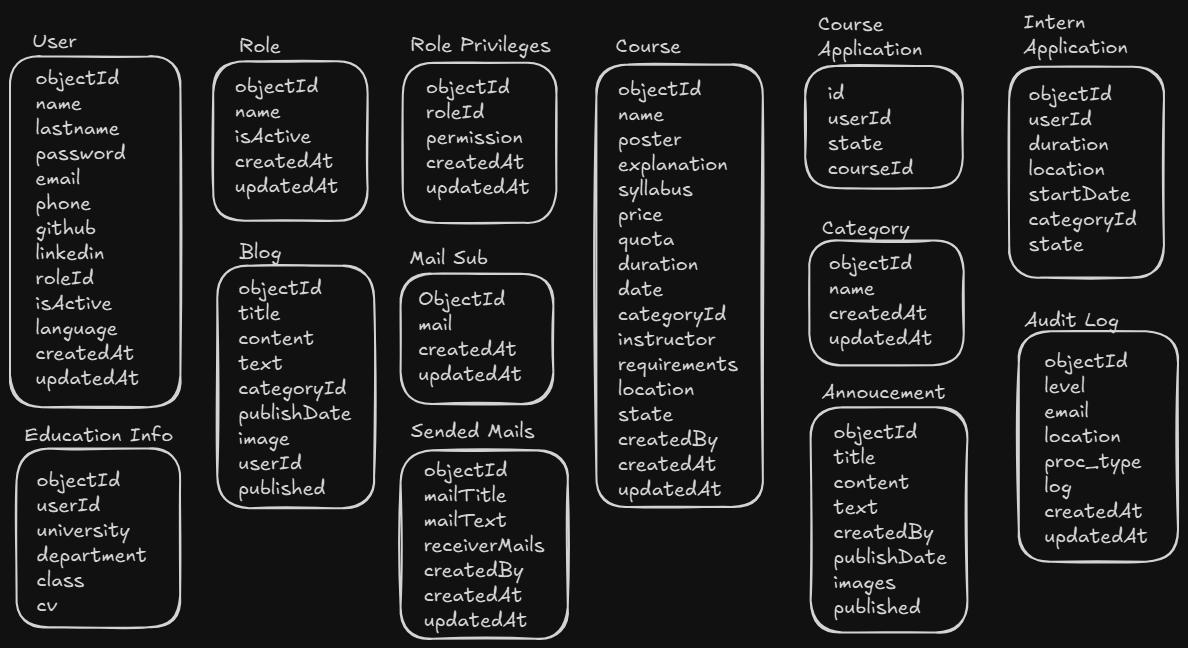 User
objectId
name
lastname
password
email
phone
github
linkedin
roleId
isActive
language
createdAt
updatedAt
Education Info
objectId
userId
university
department
class
cv
Role
objectId
name
isActive
createdAt
updatedAt
Blog
objectId
title
content
text
categoryId
publishDate
image
userId
published
Role Privileges
objectId
roleId
permission
createdAt
updatedAt
Mail Sub
ObjectId
mail
createdAt
updatedAt
Sended Mails
objectId
mailTitle
mailText
receiverMails
createdBy
createdAt
updatedAt
Course
objectId
name
poster
explanation
syllabus
price
quota
duration
date
categoryId
instructor
requirements
location
state
createdBy
createdAt
updatedAt
Course
Application
id
userId
state
courseId
Category
objectId
name
createdAt
updatedAt
Annoucement
objectId
title
content
text
createdBy
publishDate
images
published
Intern
Application
objectId
userId
duration
location
startDate
categoryId
state
Audit Log
objectId
level
email
location
proc_type
log
createdAt
updatedAt